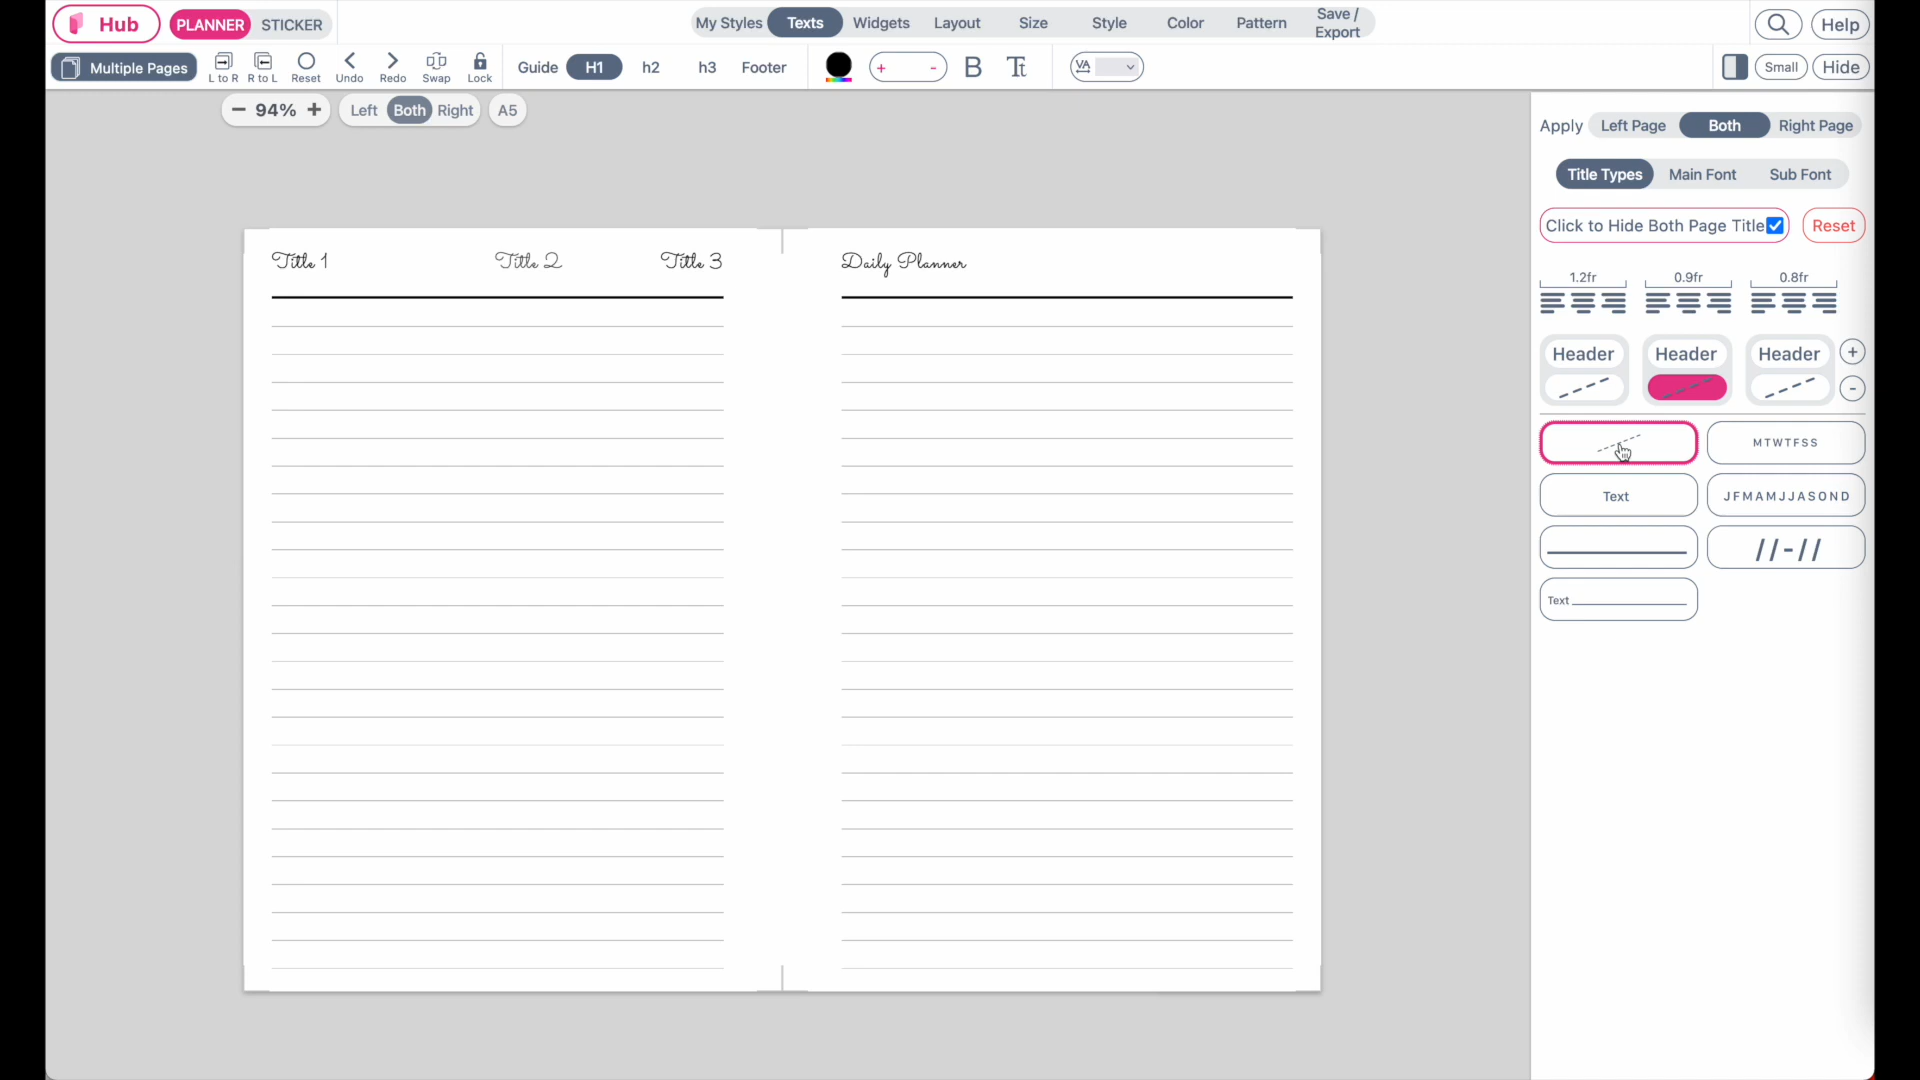 Hub PLANNER STICKER My Styles Texts Widgets Layout Size Style Color Pattern Save / Export Help
Multiple Pages L to R R to L Reset Undo Redo Swap Lock Guide H1 h2 h3 Footer + - B Tt VA Small Hide
− 94% + Left Both Right A5
Apply Left Page Both Right Page
Title Types Main Font Sub Font
Click to Hide Both Page Title Reset
1.2fr 0.9fr 0.8fr
Header Header Header +
-
MTWTFSS
Text JFMAMJJASOND
//-//
Text
Title 1 Title 2 Title 3 Daily Planner